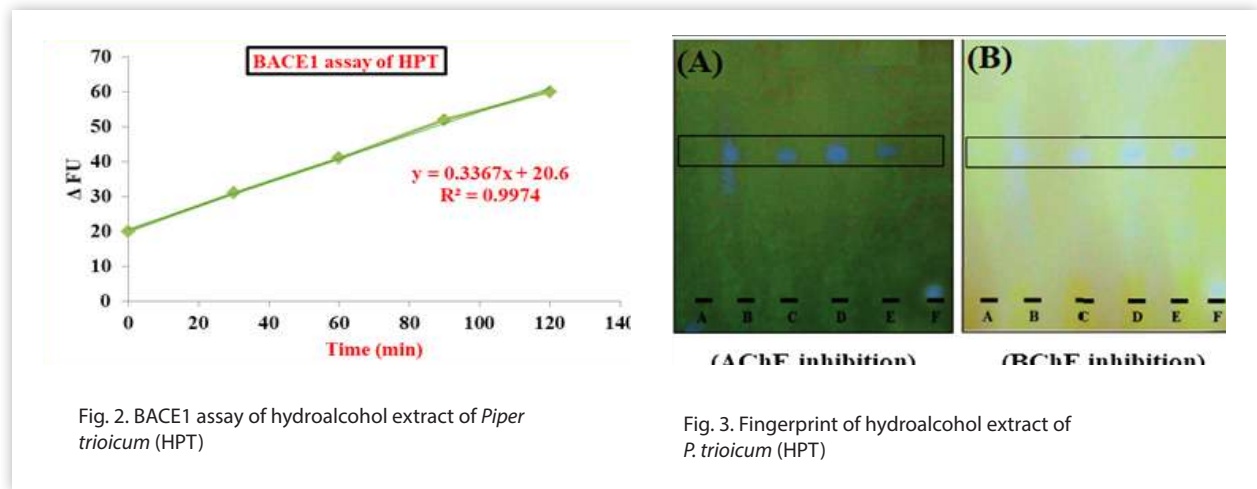 70
60
50
40
30
20
10
0
Δ FU
BACE1 assay of HPT
y = 0.3367x + 20.6
R² = 0.9974
0 20 40 60 80 100 120 140
Time (min)
Fig. 2. BACE1 assay of hydroalcohol extract of Piper
trioicum (HPT)
(A)
A B C D E F
(AChE inhibition)
(B)
A B C D E F
(BChE inhibition)
Fig. 3. Fingerprint of hydroalcohol extract of
P. trioicum (HPT)